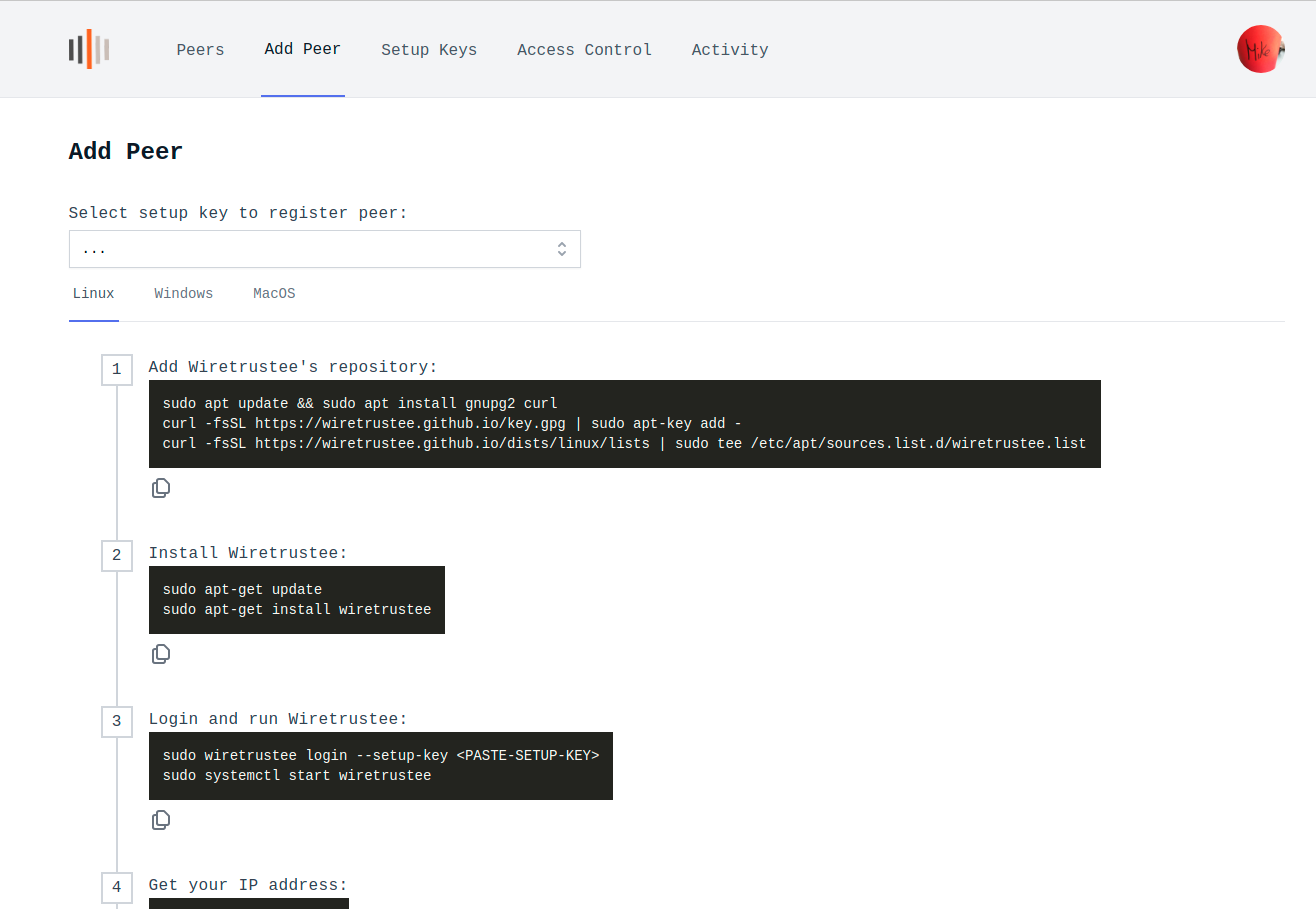 Peers Add Peer Setup Keys Access Control Activity
Mike
Add Peer
Select setup key to register peer:
...
Linux Windows MacOS
1 Add Wiretrustee's repository:
sudo apt update && sudo apt install gnupg2 curl
curl -fsSL https://wiretrustee.github.io/key.gpg | sudo apt-key add -
curl -fsSL https://wiretrustee.github.io/dists/linux/lists | sudo tee /etc/apt/sources.list.d/wiretrustee.list
2 Install Wiretrustee:
sudo apt-get update
sudo apt-get install wiretrustee
3 Login and run Wiretrustee:
sudo wiretrustee login --setup-key <PASTE-SETUP-KEY>
sudo systemctl start wiretrustee
4 Get your IP address: